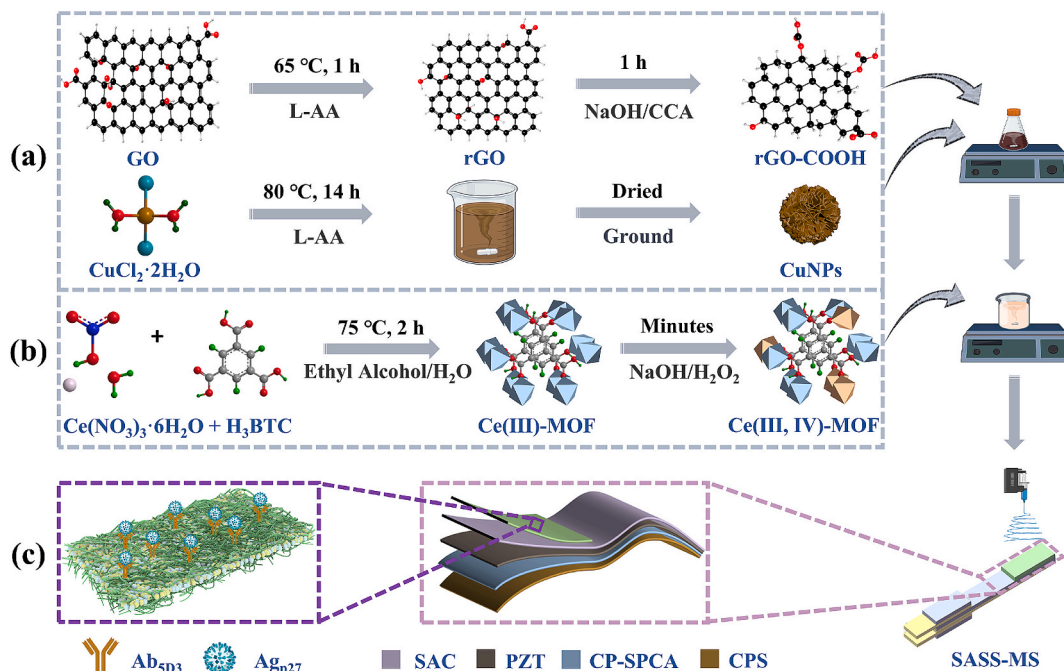 (a)
65 °C, 1 h
L-AA
1 h
NaOH/CCA
GO
rGO
rGO-COOH
80 °C, 14 h
L-AA
Dried
Ground
CuCl₂·2H₂O
CuNPs
(b)
+
75 °C, 2 h
Ethyl Alcohol/H₂O
Minutes
NaOH/H₂O₂
Ce(NO₃)₃·6H₂O + H₃BTC
Ce(III)-MOF
Ce(III, IV)-MOF
(c)
Ab₅D₃
Agₚ₂₇
SAC
PZT
CP-SPCA
CPS
SASS-MS